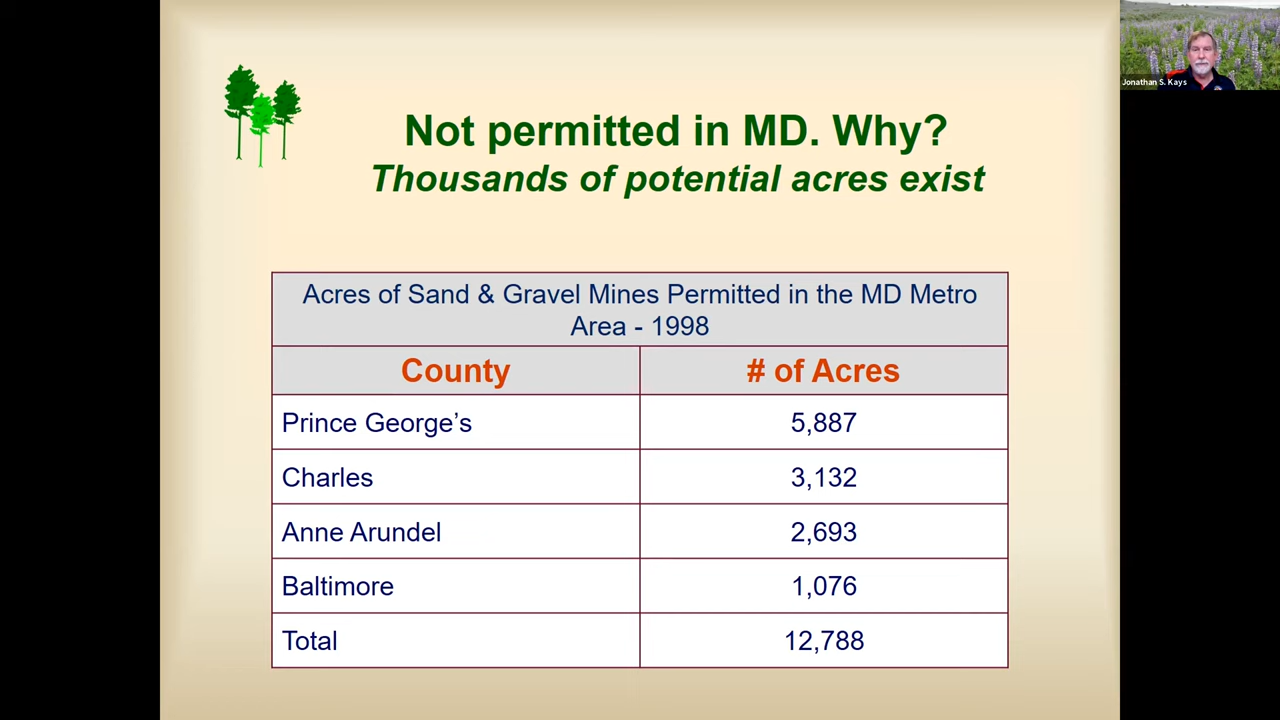 Jonathan S. Kays
Not permitted in MD. Why?
Thousands of potential acres exist
Acres of Sand & Gravel Mines Permitted in the MD Metro
Area - 1998
County # of Acres
Prince George’s 5,887
Charles 3,132
Anne Arundel 2,693
Baltimore 1,076
Total 12,788